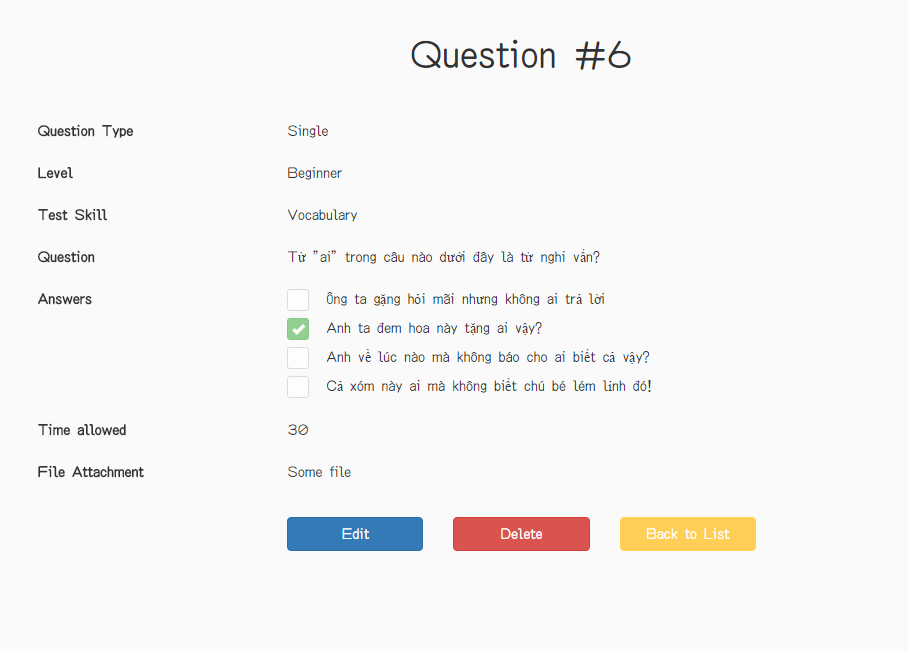 Question #6
Question Type Single
Level Beginner
Test Skill Vocabulary
Question Từ "ai" trong câu nào dưới đây là từ nghi vấn?
Answers Ông ta gặng hỏi mãi nhưng không ai trả lời
Anh ta đem hoa này tặng ai vậy?
Anh về lúc nào mà không báo cho ai biết cả vậy?
Cả xóm này ai mà không biết chú bé lém lỉnh đó!
Time allowed 30
File Attachment Some file
Edit Delete Back to List